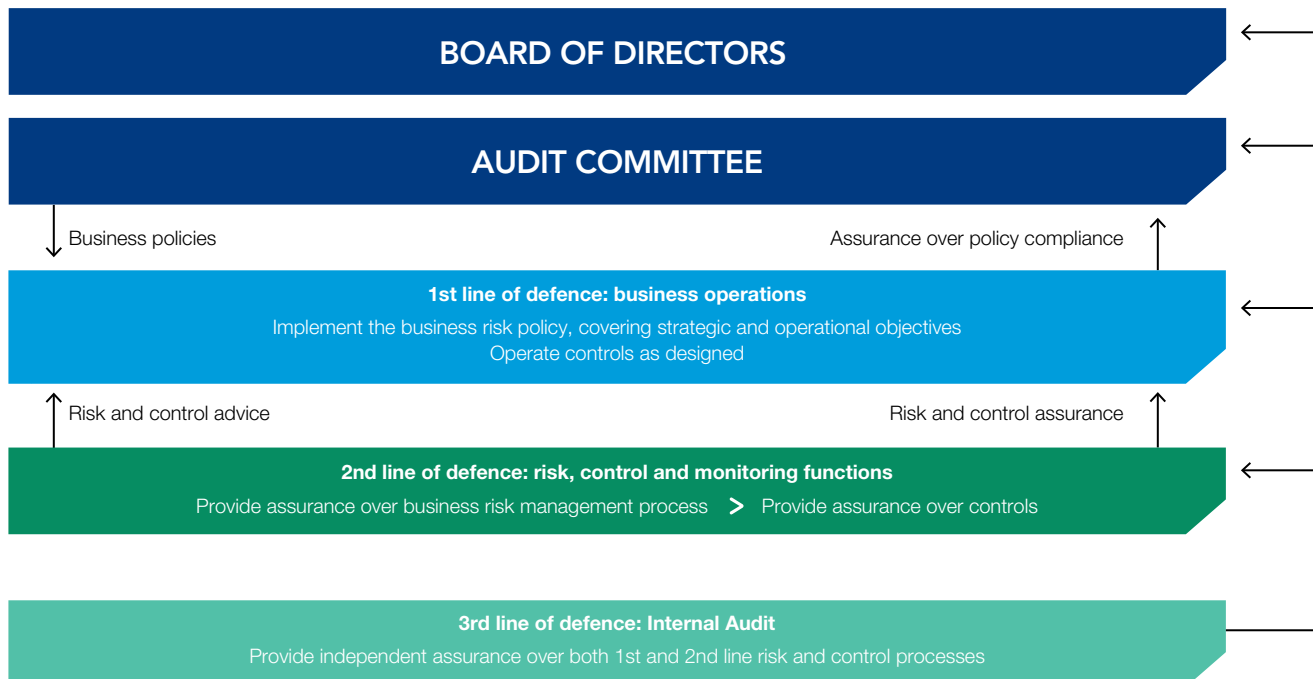 BOARD OF DIRECTORS
AUDIT COMMITTEE
Business policies
Assurance over policy compliance
1st line of defence: business operations
Implement the business risk policy, covering strategic and operational objectives
Operate controls as designed
Risk and control advice
Risk and control assurance
2nd line of defence: risk, control and monitoring functions
Provide assurance over business risk management process > Provide assurance over controls
3rd line of defence: Internal Audit
Provide independent assurance over both 1st and 2nd line risk and control processes